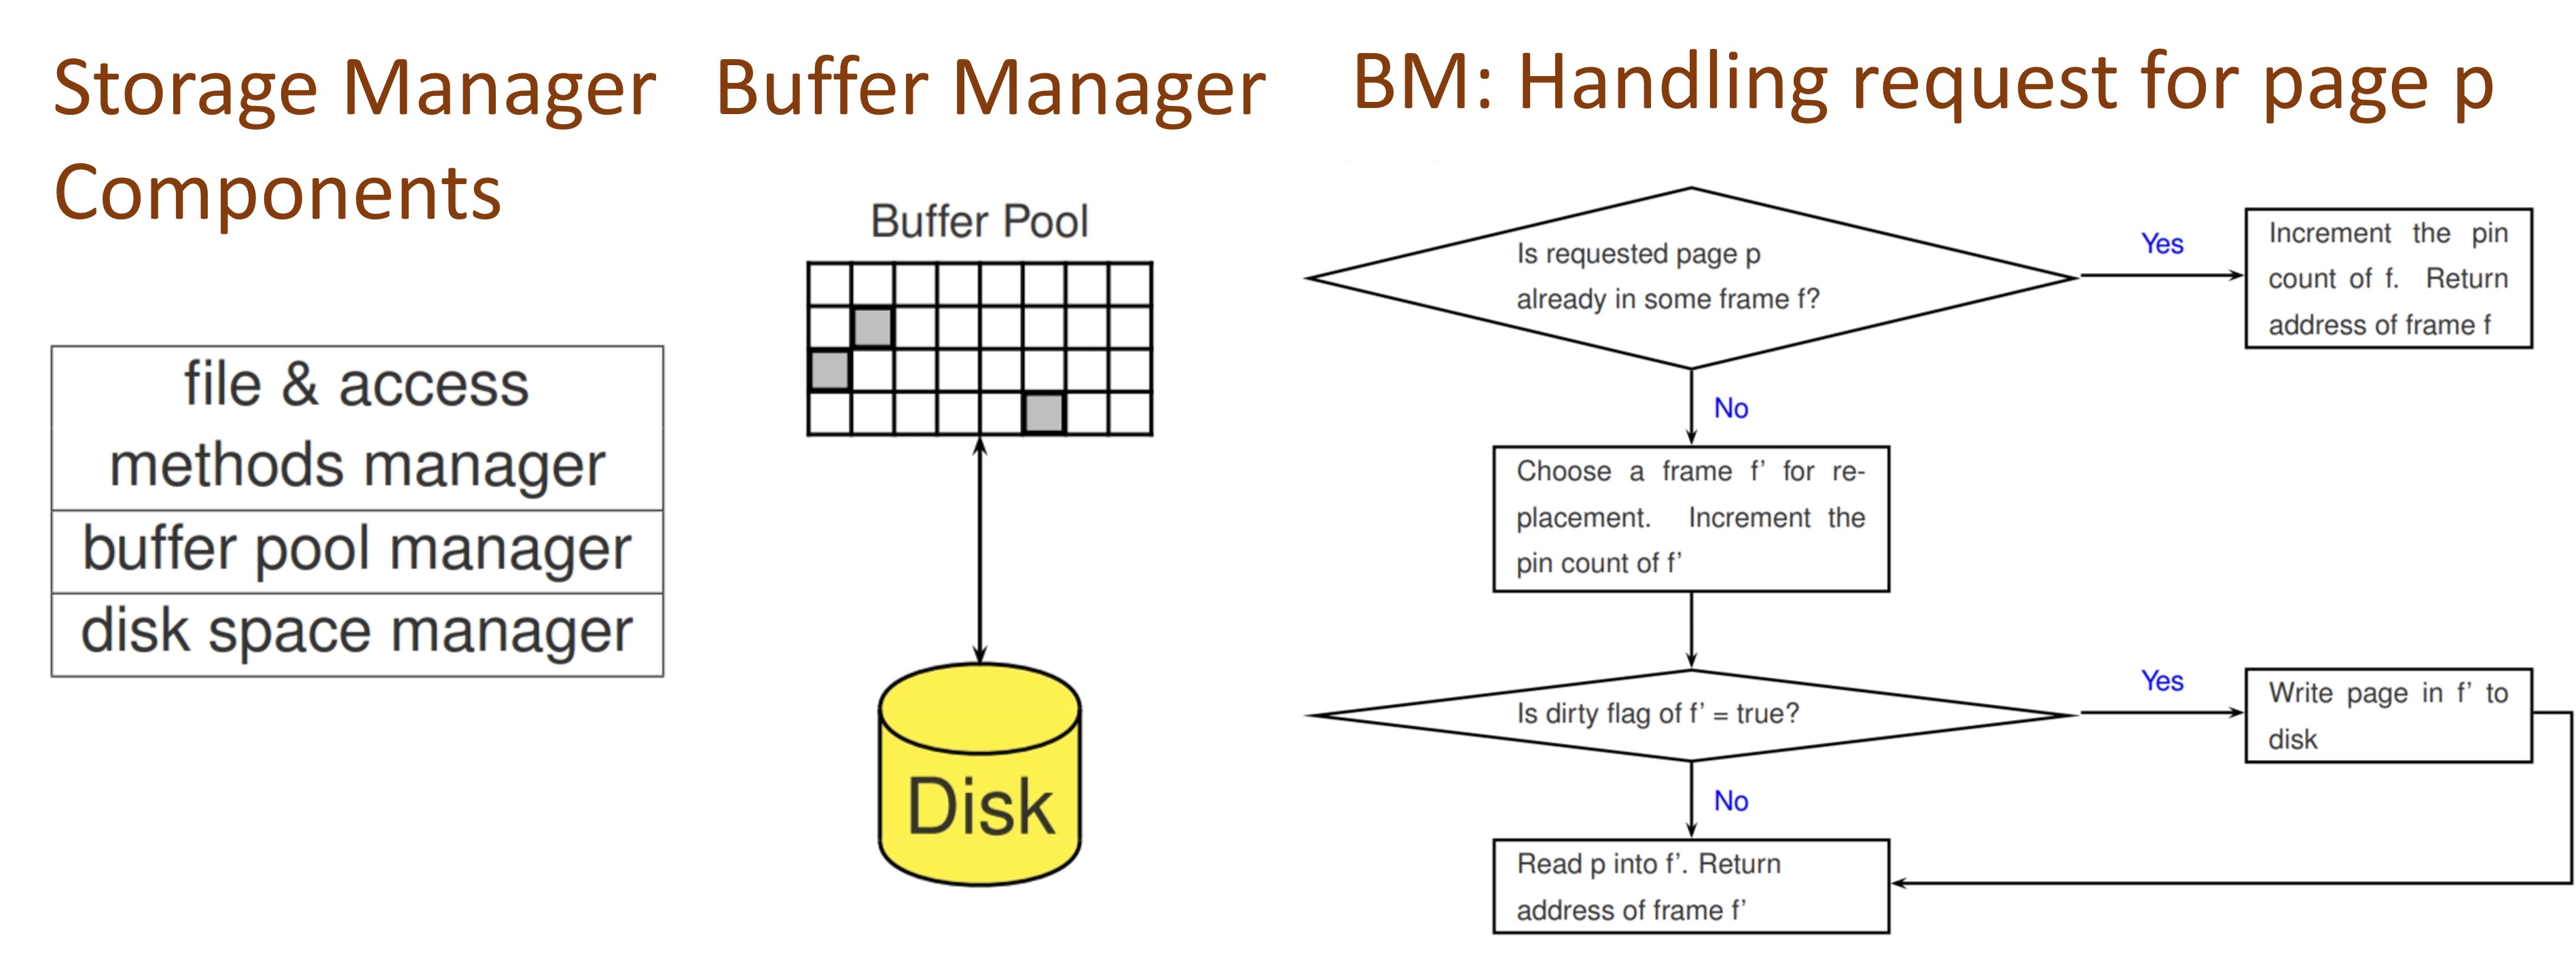 Storage Manager
Components
file & access
methods manager
buffer pool manager
disk space manager
Buffer Manager
Buffer Pool
Disk
BM: Handling request for page p
Is requested page p
already in some frame f?
Yes
Increment the pin
count of f. Return
address of frame f
No
Choose a frame f’ for re-
placement. Increment the
pin count of f’
Is dirty flag of f’ = true?
Yes
Write page in f’ to
disk
No
Read p into f’. Return
address of frame f’